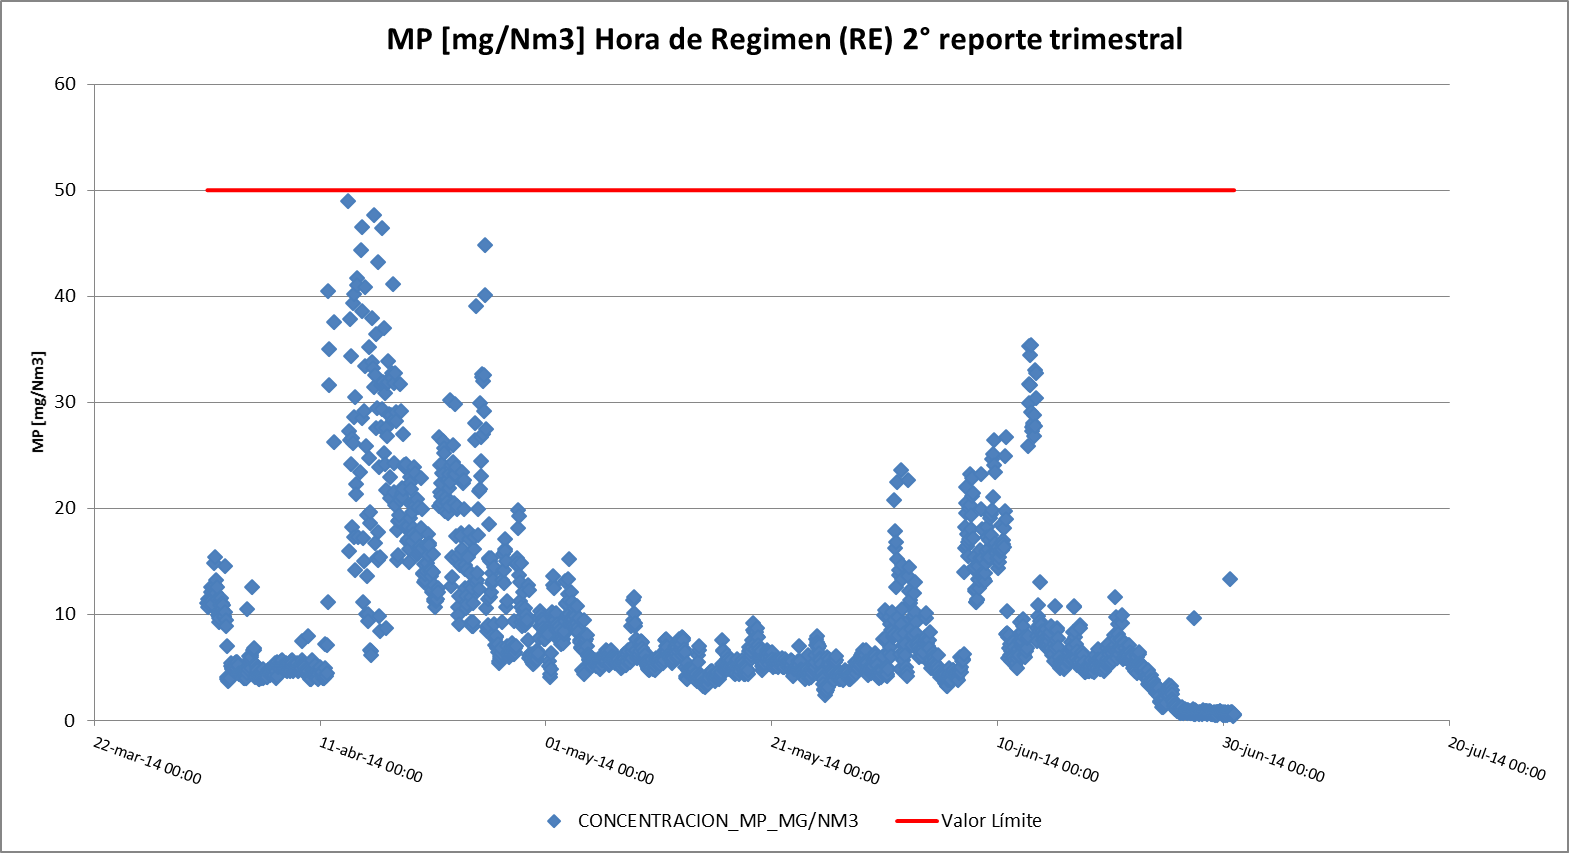 MP [mg/Nm3] Hora de Regimen (RE) 2° reporte trimestral
60
50
40
30
20
10
0
MP [mg/Nm3]
22-mar-14 00:00
11-abr-14 00:00
01-may-14 00:00
21-may-14 00:00
10-jun-14 00:00
30-jun-14 00:00
20-jul-14 00:00
CONCENTRACION_MP_MG/NM3
Valor Límite